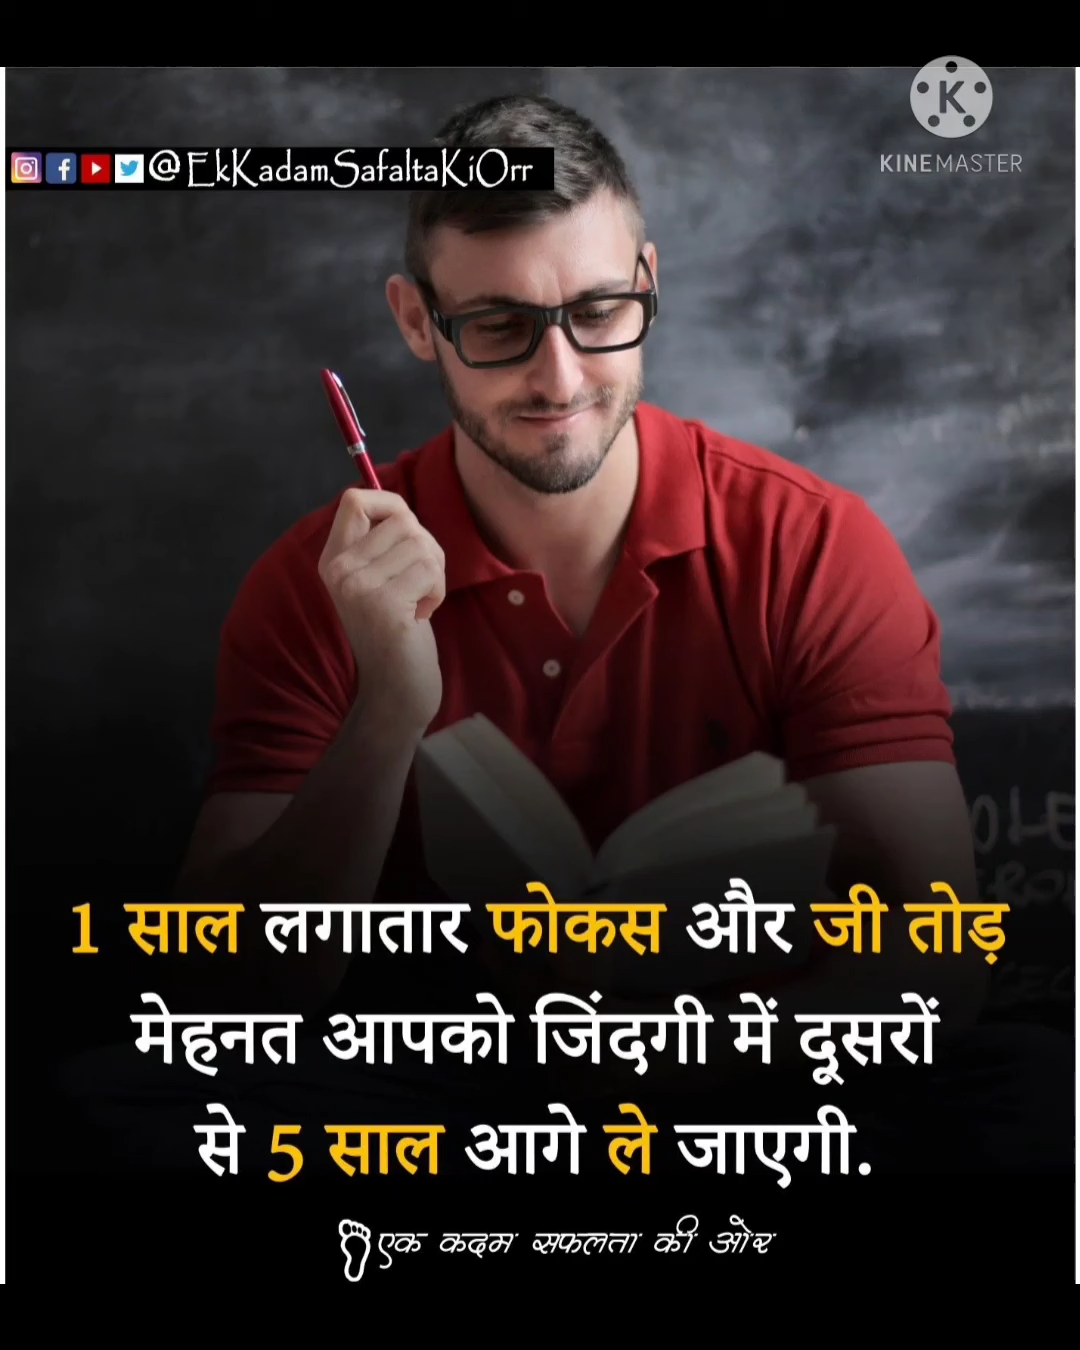 @EkKadamSafaltaKiOrr
K
KINEMASTER
1 साल लगातार फोकस और जी तोड़
मेहनत आपको जिंदगी में दूसरों
से 5 साल आगे ले जाएगी.
एक कदम सफलता की ओर